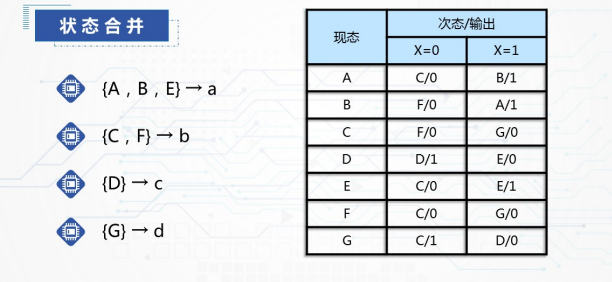 状态合并
{A，B，E}→a
{C，F}→b
{D}→c
{G}→d
现态 次态/输出
X=0 X=1
A C/0 B/1
B F/0 A/1
C F/0 G/0
D D/1 E/0
E C/0 E/1
F C/0 G/0
G C/1 D/0